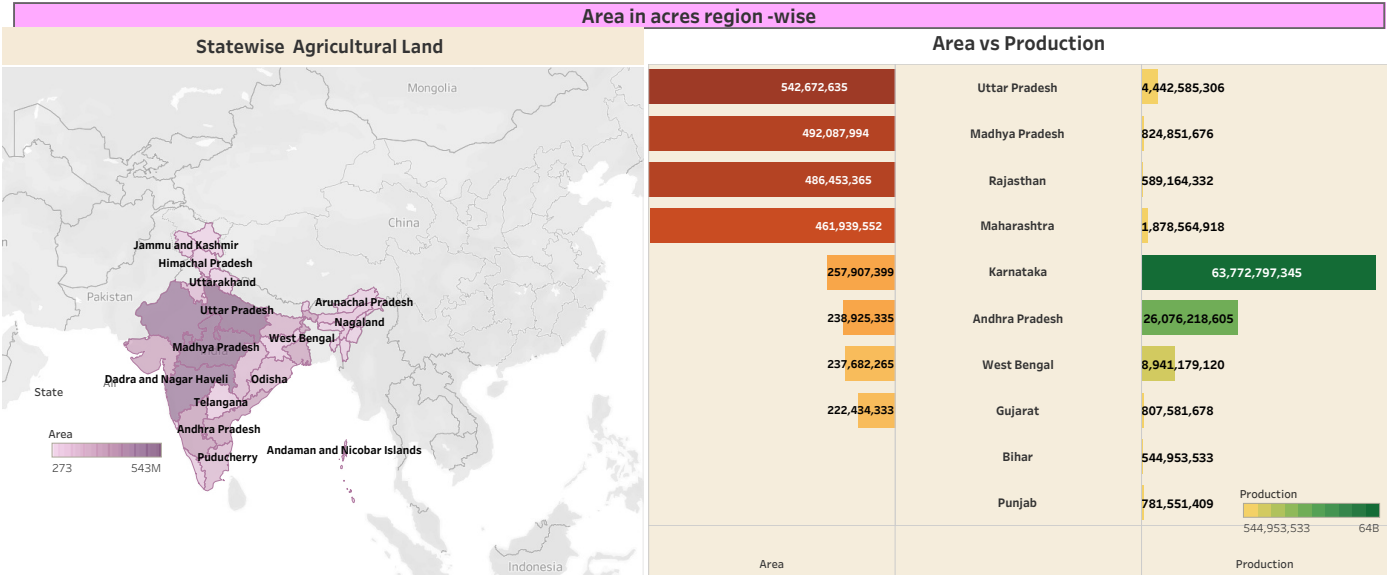 Area in acres region -wise
Statewise  Agricultural Land
Mongolia
China
Pakistan
Jammu and Kashmir
Himachal Pradesh
Uttarakhand
Uttar Pradesh
Arunachal Pradesh
Nagaland
West Bengal
Madhya Pradesh
Dadra and Nagar Haveli
Odisha
Telangana
Andhra Pradesh
Andaman and Nicobar Islands
Puducherry
Indonesia
State
Area
273 543M
Area vs Production
542,672,635 Uttar Pradesh 4,442,585,306
492,087,994 Madhya Pradesh 824,851,676
486,453,365 Rajasthan 589,164,332
461,939,552 Maharashtra 1,878,564,918
257,907,399 Karnataka 63,772,797,345
238,925,335 Andhra Pradesh 26,076,218,605
237,682,265 West Bengal 8,941,179,120
222,434,333 Gujarat 807,581,678
Bihar 544,953,533
Punjab 781,551,409
Production
544,953,533 64B
Area Production